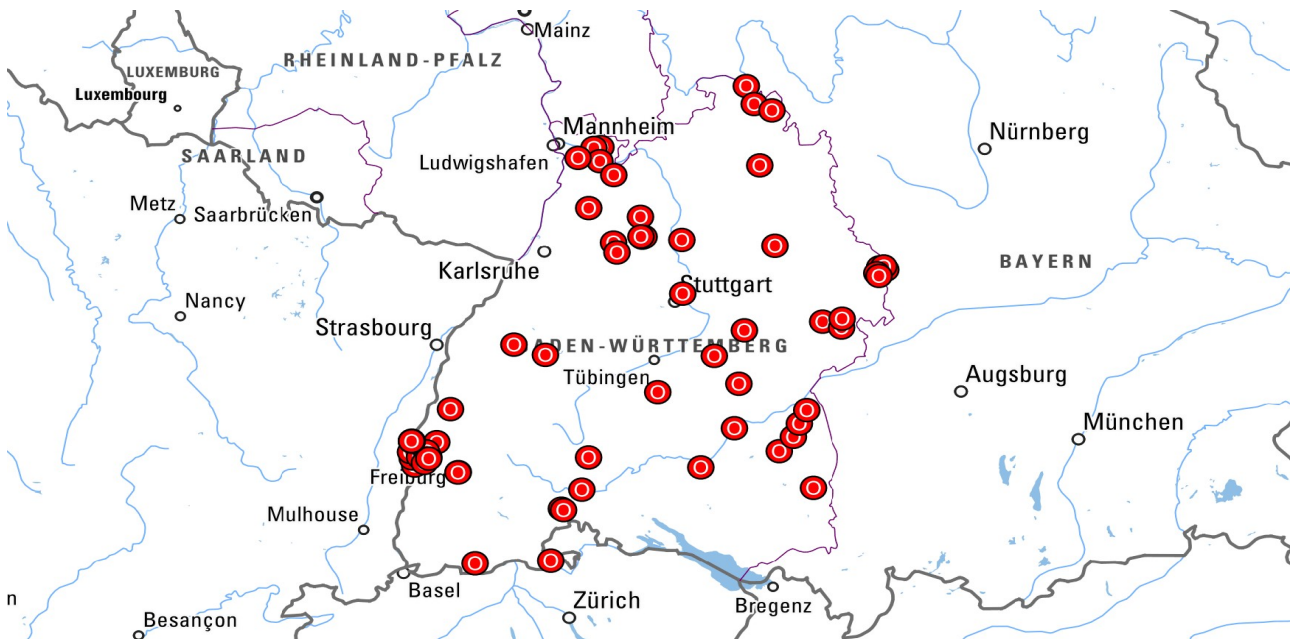 Mainz
RHEINLAND-PFALZ
LUXEMBURG
Luxembourg
Mannheim
Nürnberg
Ludwigshafen
SAARLAND
Metz
Saarbrücken
Karlsruhe
BAYERN
Stuttgart
Nancy
Strasbourg
ADEN-WÜRTTEMBERG
Tübingen
Augsburg
München
Freiburg
Mulhouse
Basel
Zürich
Bregenz
n
Besançon